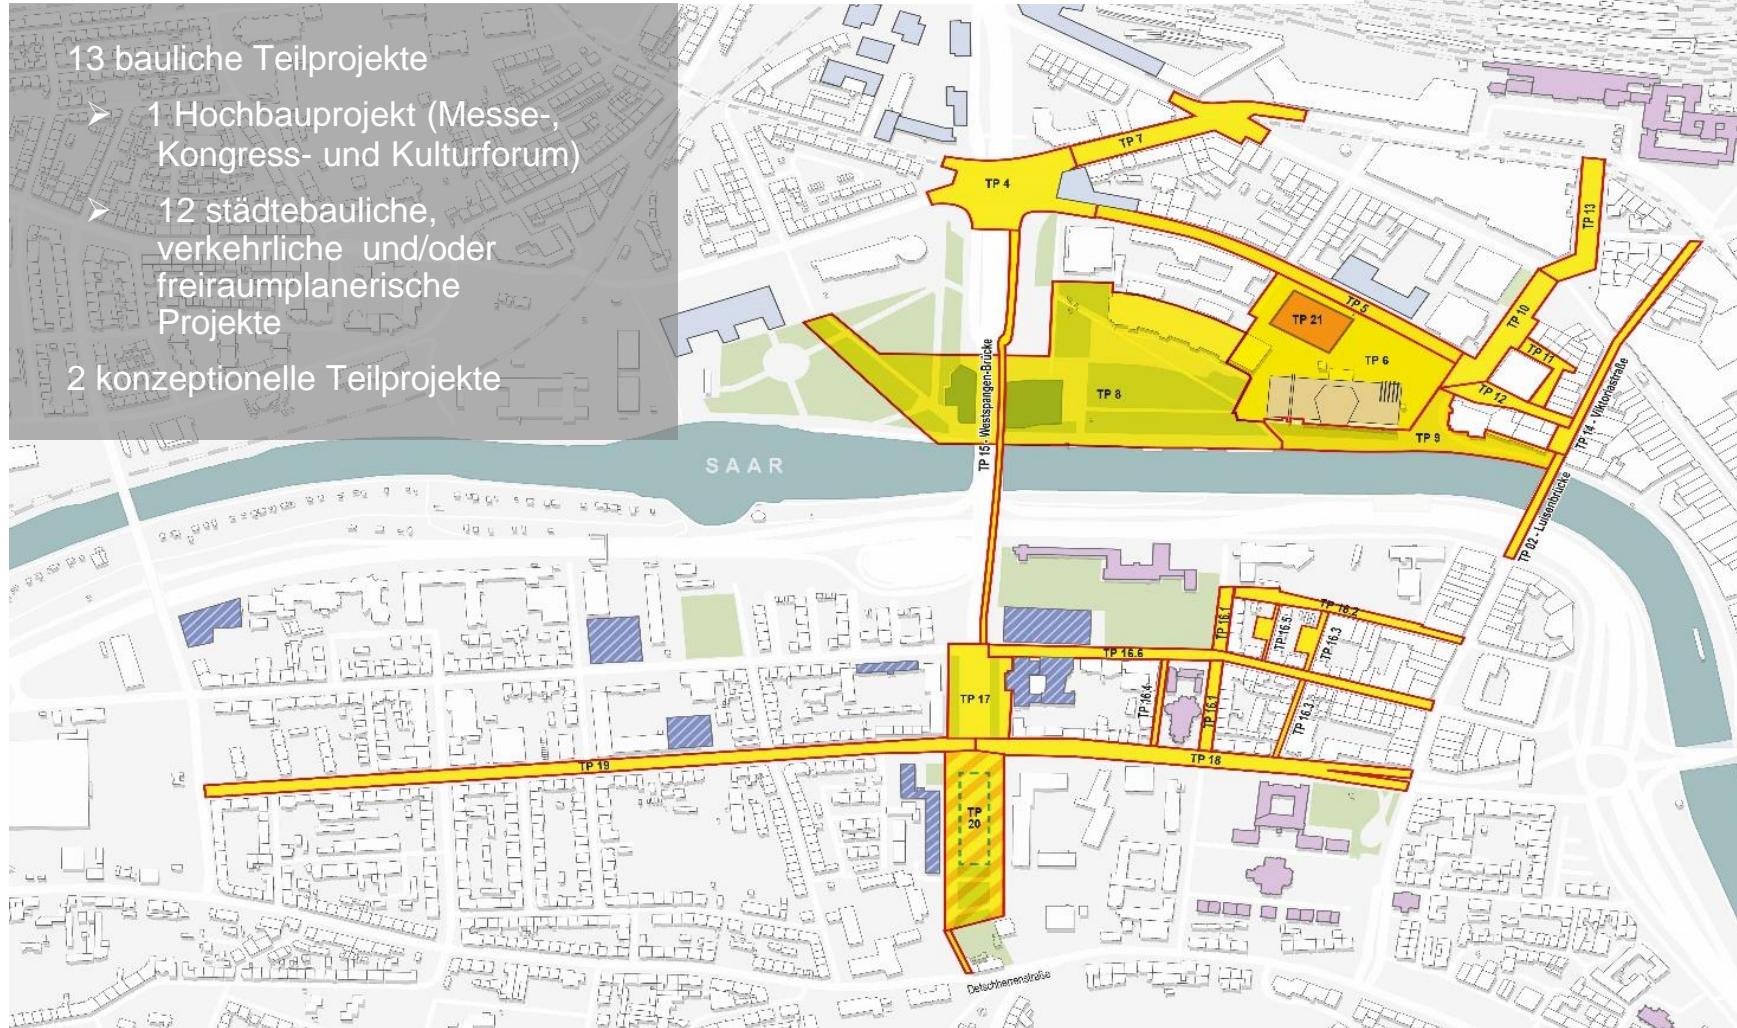 13 bauliche Teilprojekte
➢ 1 Hochbauprojekt (Messe-,
Kongress- und Kulturforum)
➢ 12 städtebauliche,
verkehrliche und/oder
freiraumplanerische
Projekte
2 konzeptionelle Teilprojekte
TP 7
TP 4
TP 13
TP 5
TP 21
TP 10
TP 6
TP 11
TP 8
TP 12
TP 9
TP 14 - Viktoriastraße
TP 15 - Westspangen-Brücke
SAAR
TP 02 - Luisenbrücke
TP 16.1
TP 16.2
TP 16.5
TP 16.3
TP 16.6
TP 16.4
TP 17
TP 16.1
TP 16.3
TP 18
TP 19
TP
20
Detschherrenstraße